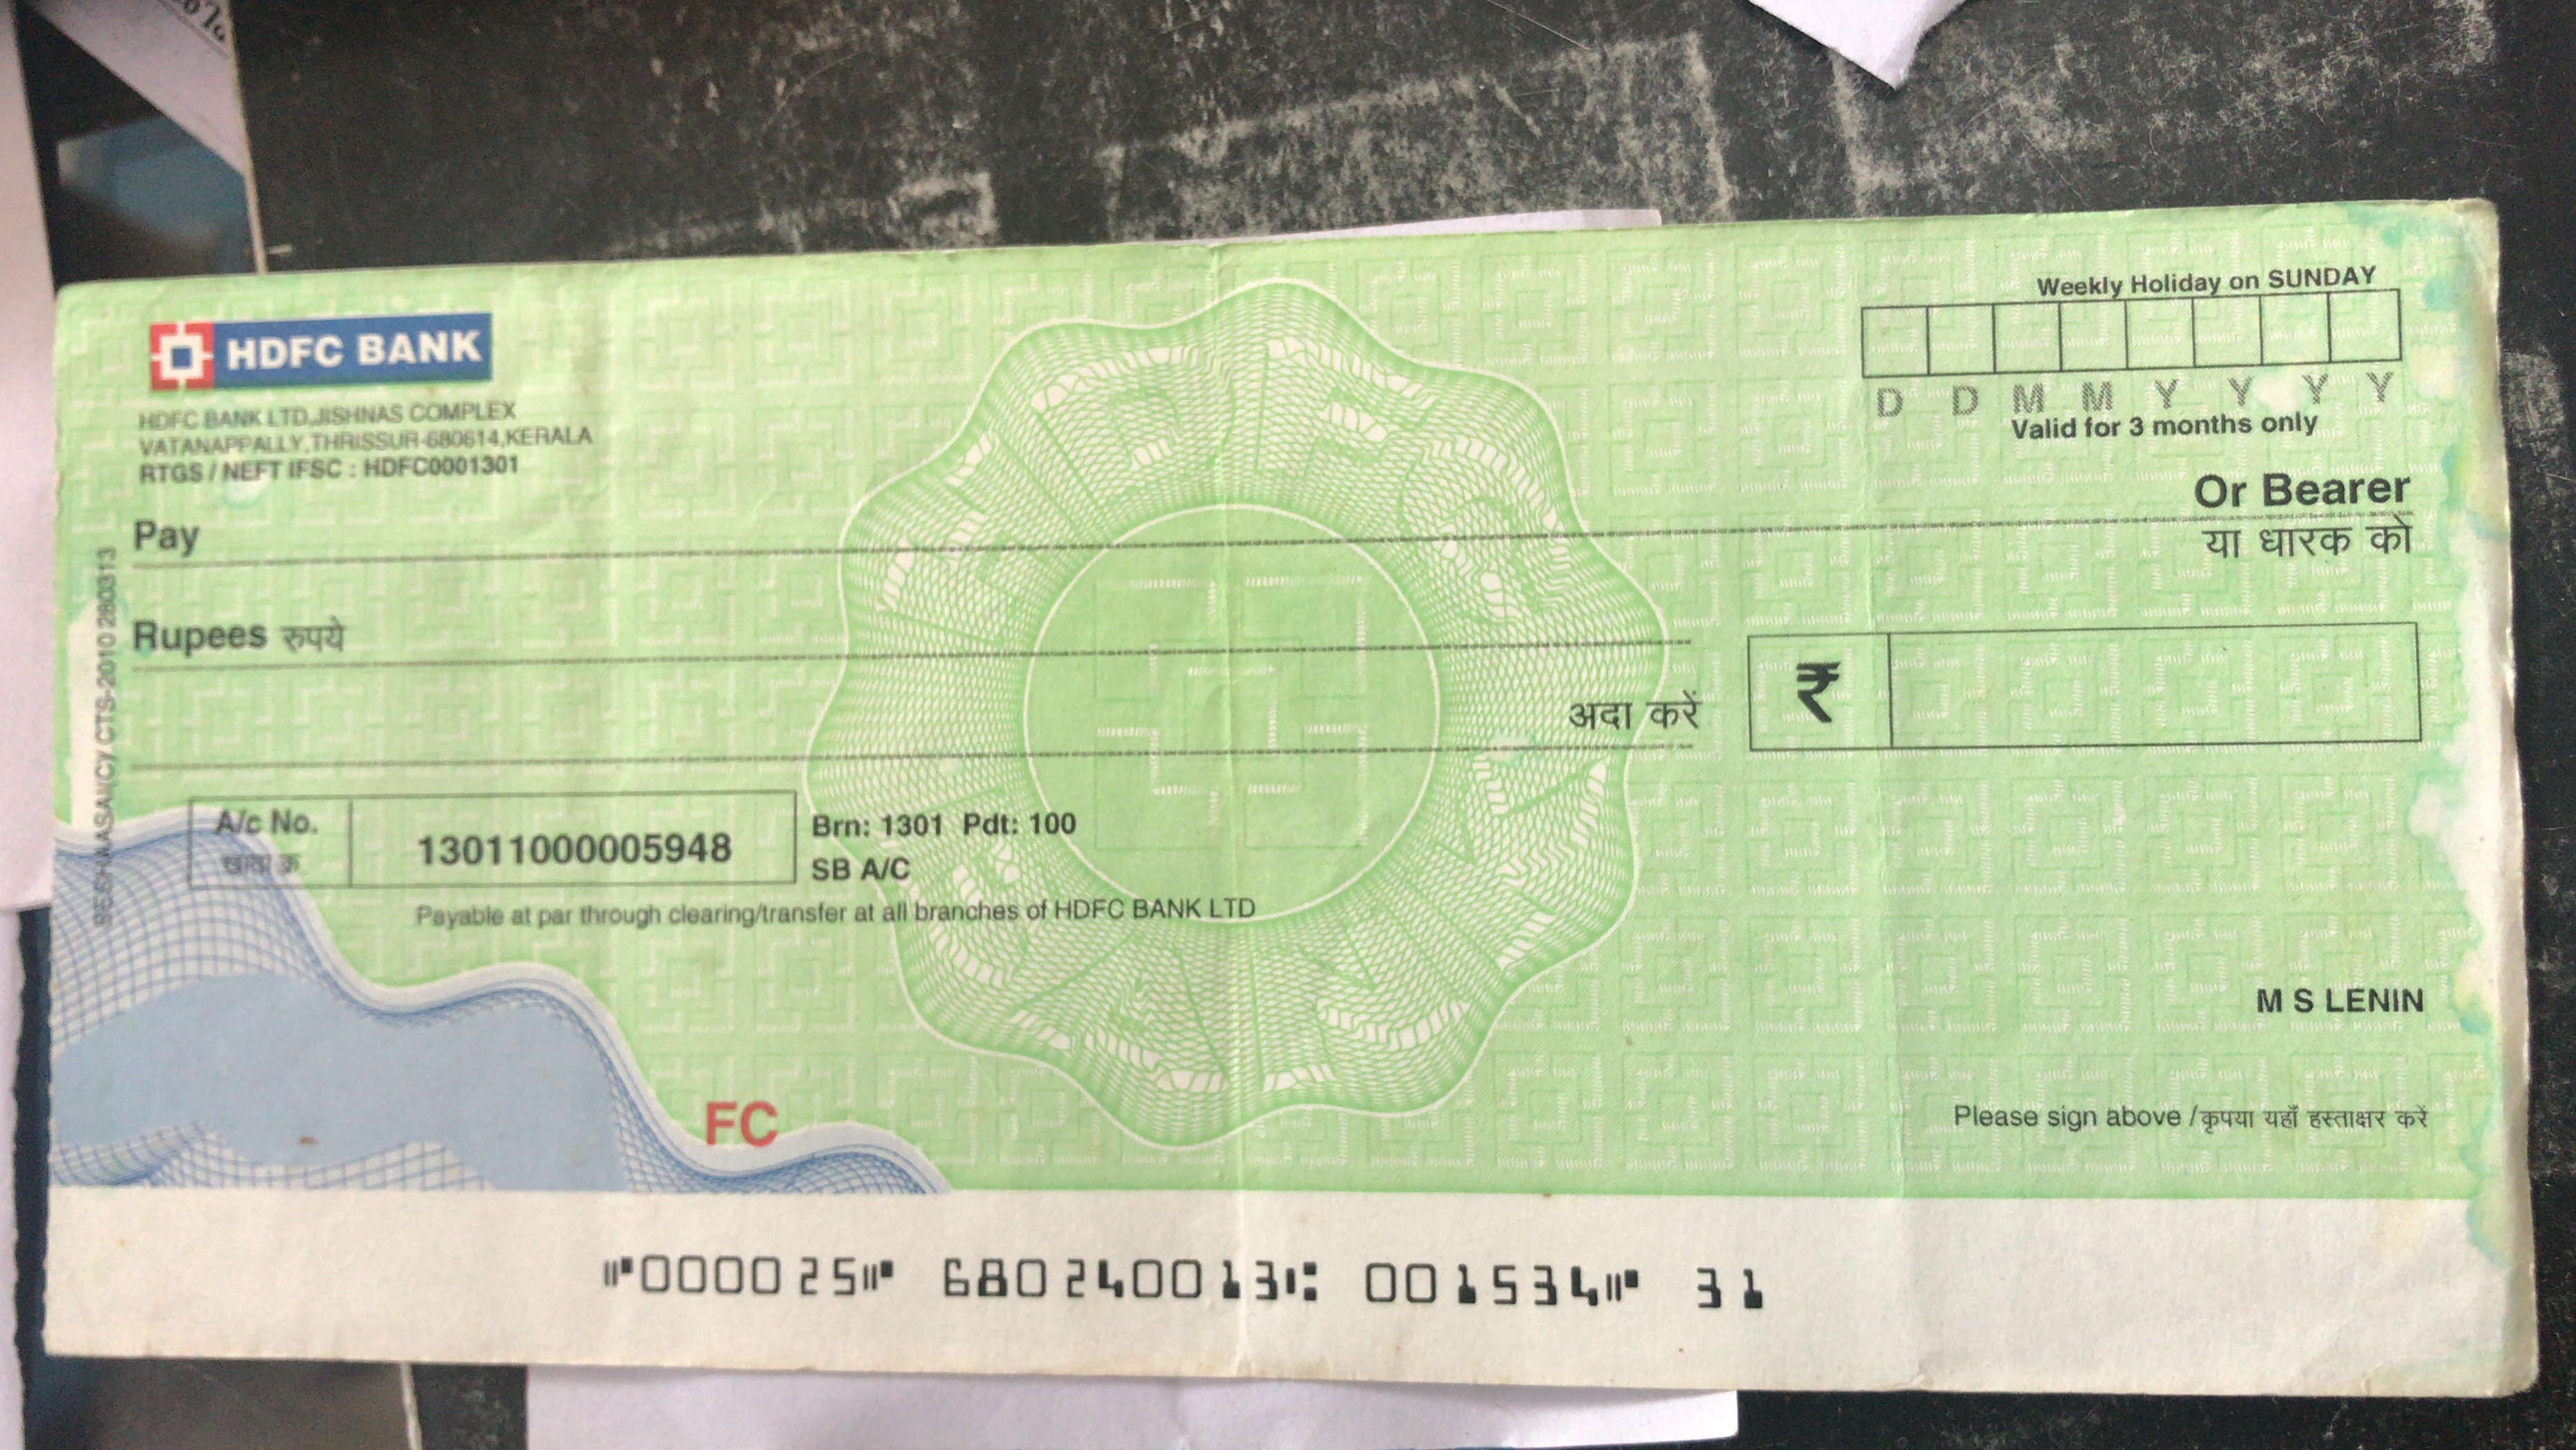 HDFC BANK
HDFC BANK LTD,JISHNAS COMPLEX
VATANAPPALLY,THRISSUR-680614,KERALA
RTGS / NEFT IFSC : HDFC0001301
Weekly Holiday on SUNDAY
D D M M Y Y Y Y
Valid for 3 months only
Pay
Or Bearer
या धारक को
Rupees रुपये
अदा करें
₹
A/c No.
13011000005948
Brn: 1301 Pdt: 100
SB A/C
Payable at par through clearing/transfer at all branches of HDFC BANK LTD
CTS-2010 280313
M S LENIN
FC
Please sign above / कृपया यहाँ हस्ताक्षर करें
⑈000025⑈ 680240013⑆ 001534⑈ 31